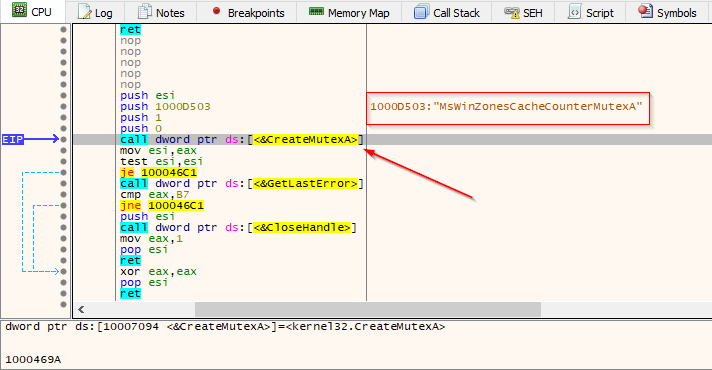 CPU Log Notes Breakpoints Memory Map Call Stack SEH Script Symbols
ret
nop
nop
nop
nop
nop
push esi
push 1000D503 1000D503:"MsWinZonesCacheCounterMutexA"
push 1
push 0
EIP call dword ptr ds:[<&CreateMutexA>]
mov esi,eax
test esi,esi
je 100046C1
call dword ptr ds:[<&GetLastError>]
cmp eax,B7
jne 100046C1
push esi
call dword ptr ds:[<&CloseHandle>]
mov eax,1
pop esi
ret
xor eax,eax
pop esi
ret
dword ptr ds:[10007094 <&CreateMutexA>]=<kernel32.CreateMutexA>
1000469A